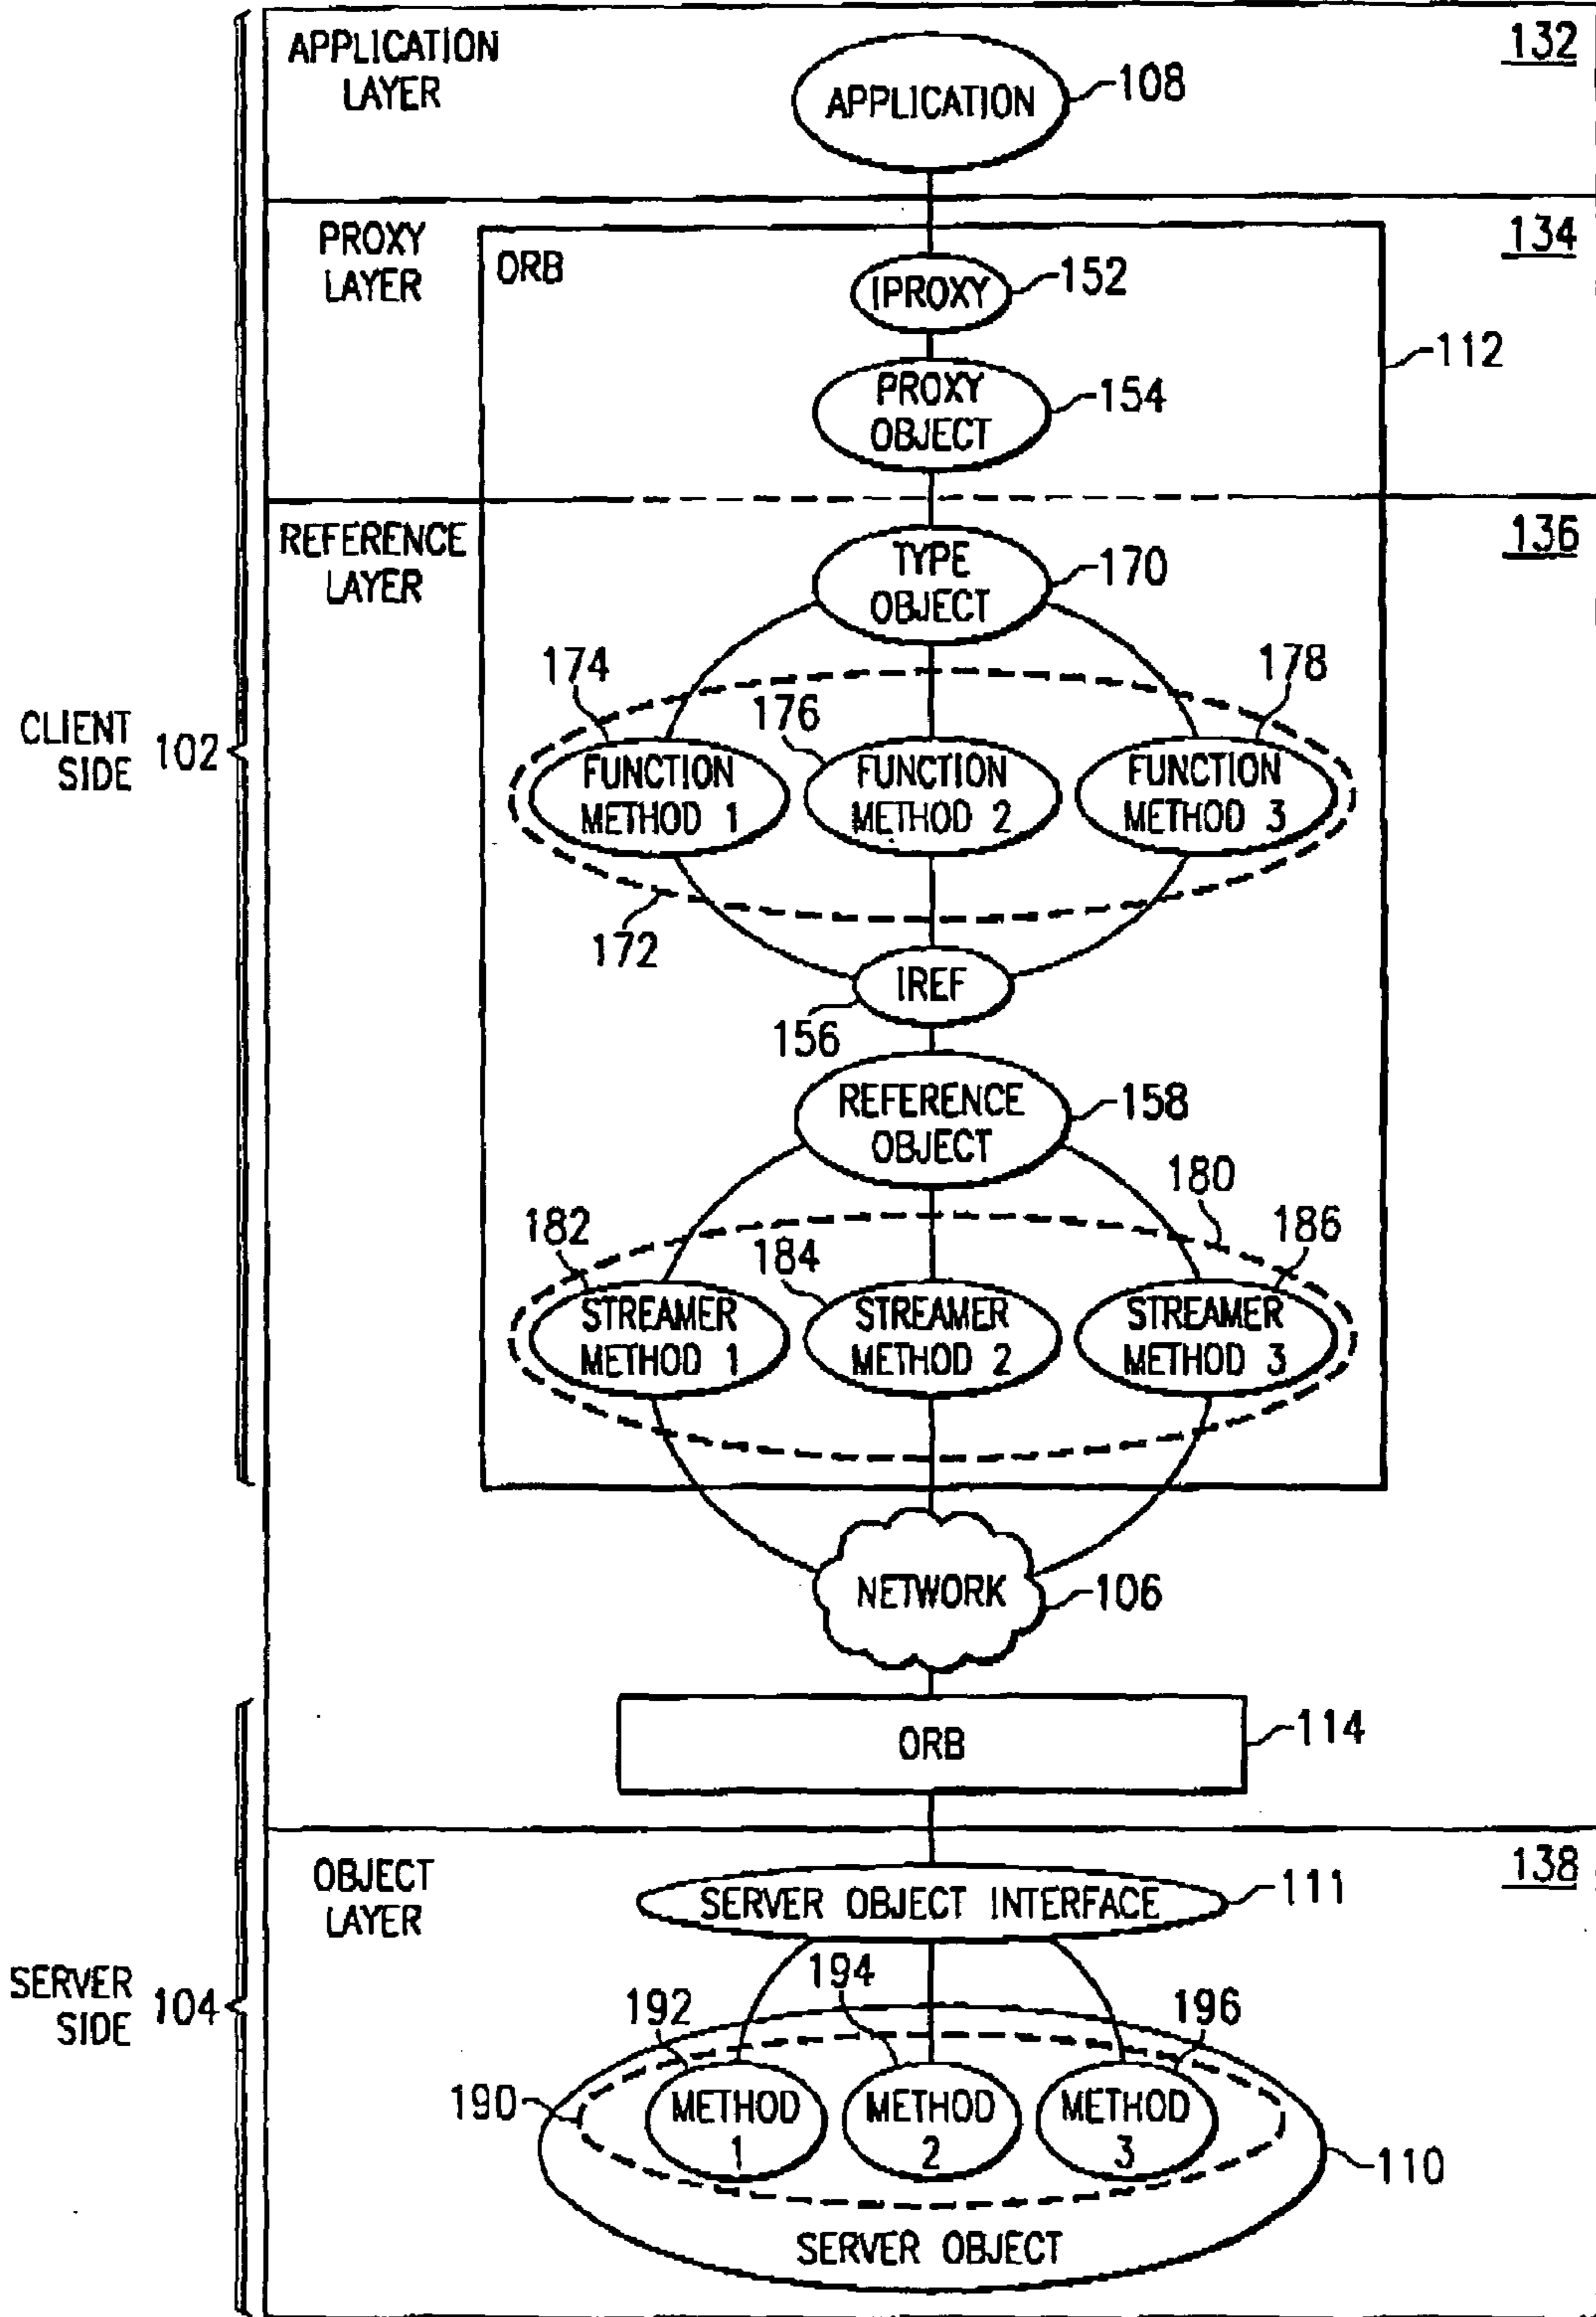 APPLICATION
LAYER
132
APPLICATION
108
PROXY
LAYER
134
ORB
IPROXY
152
112
PROXY
OBJECT
154
REFERENCE
LAYER
136
TYPE
OBJECT
170
174
178
176
CLIENT
SIDE
102
FUNCTION
METHOD 1
FUNCTION
METHOD 2
FUNCTION
METHOD 3
172
IREF
156
REFERENCE
OBJECT
158
180
182
186
184
STREAMER
METHOD 1
STREAMER
METHOD 2
STREAMER
METHOD 3
NETWORK
106
ORB
114
OBJECT
LAYER
138
SERVER OBJECT INTERFACE
111
SERVER
SIDE
104
194
192
196
190
METHOD
1
METHOD
2
METHOD
3
110
SERVER OBJECT